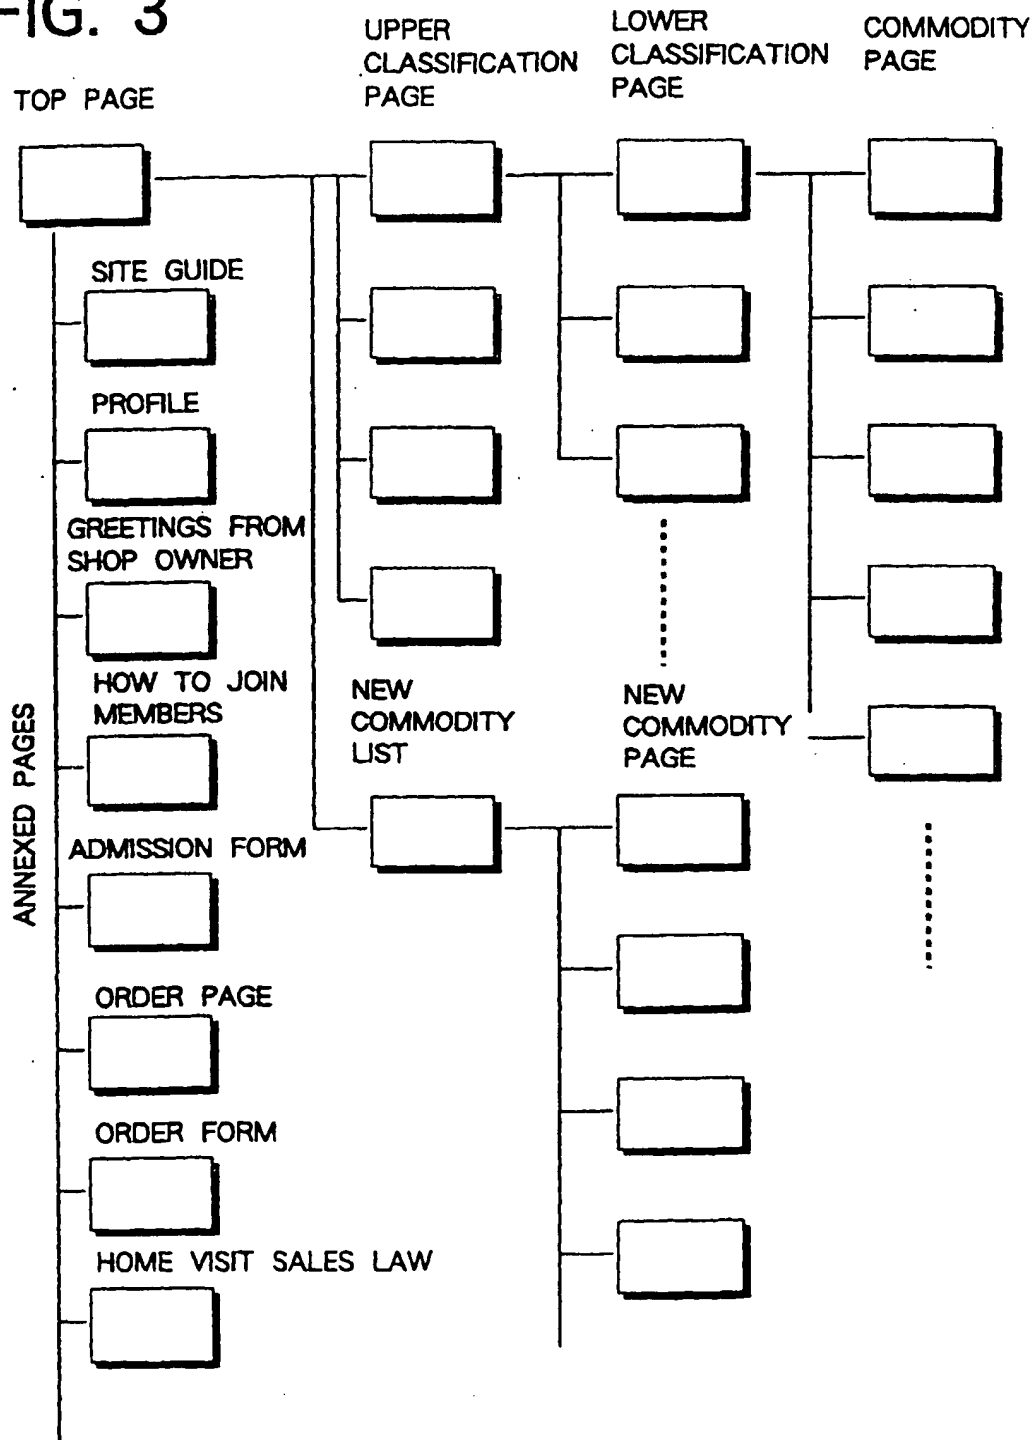 FIG. 3
TOP PAGE
UPPER
CLASSIFICATION
PAGE
LOWER
CLASSIFICATION
PAGE
COMMODITY
PAGE
SITE GUIDE
PROFILE
GREETINGS FROM
SHOP OWNER
HOW TO JOIN
MEMBERS
ADMISSION FORM
ORDER PAGE
ORDER FORM
HOME VISIT SALES LAW
ANNEXED PAGES
NEW
COMMODITY
LIST
NEW
COMMODITY
PAGE